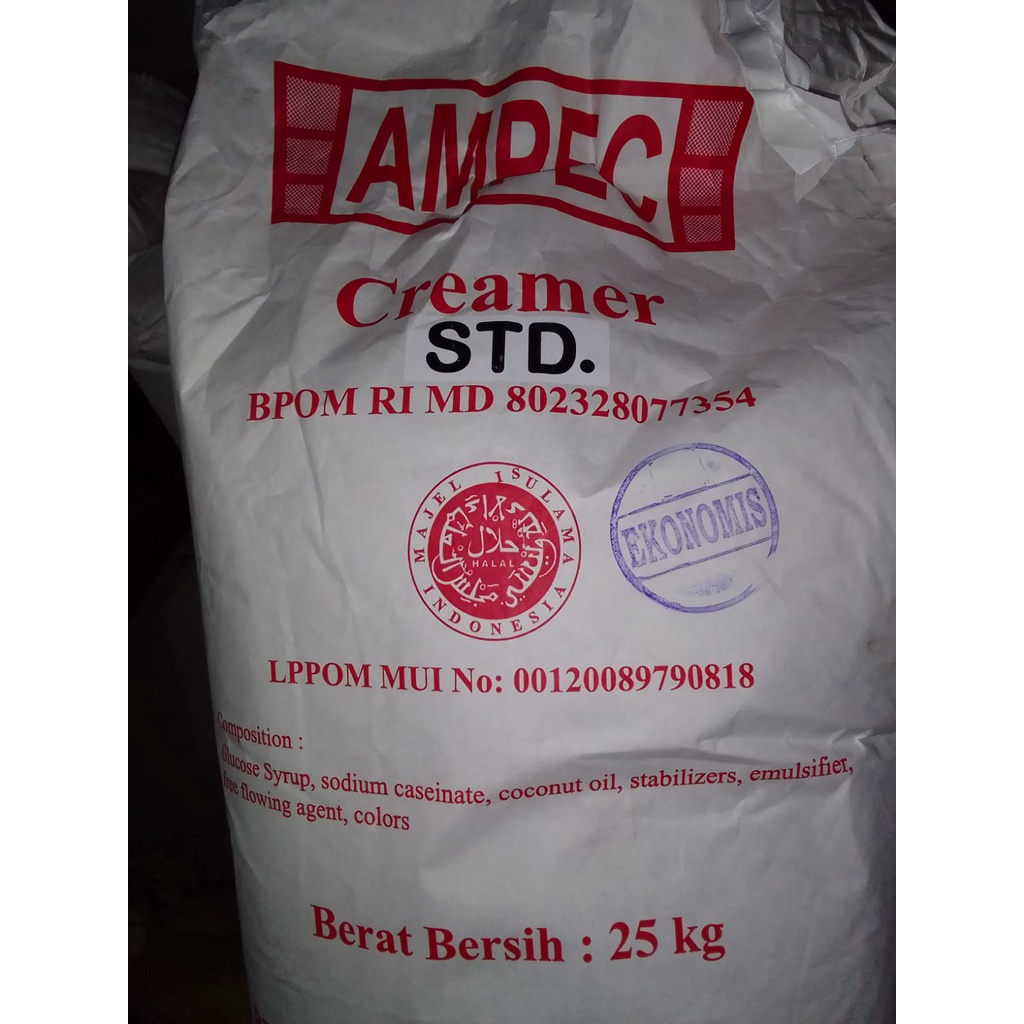 AMPEC
Creamer
STD.
BPOM RI MD 802328077354
MAJELIS ULAMA
INDONESIA
حلال
HALAL
EKONOMIS
LPPOM MUI No: 00120089790818
Composition :
Glucose Syrup, sodium caseinate, coconut oil, stabilizers, emulsifier,
free flowing agent, colors
Berat Bersih : 25 kg